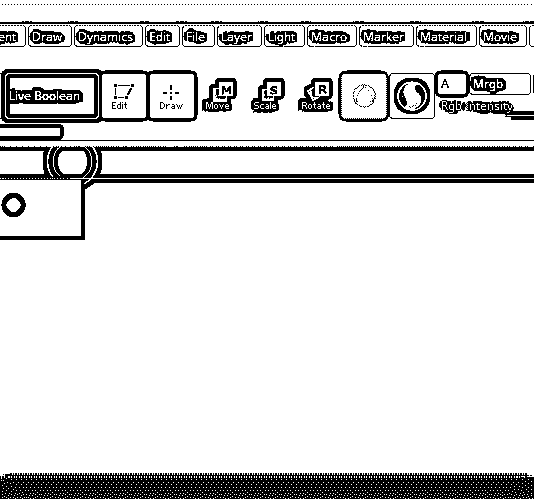 ent Draw Dynamics Edit File Layer Light Macro Marker Material Movie
Live Boolean Edit Draw Move M Scale S Rotate R A Mrgb
Rgb Intensity